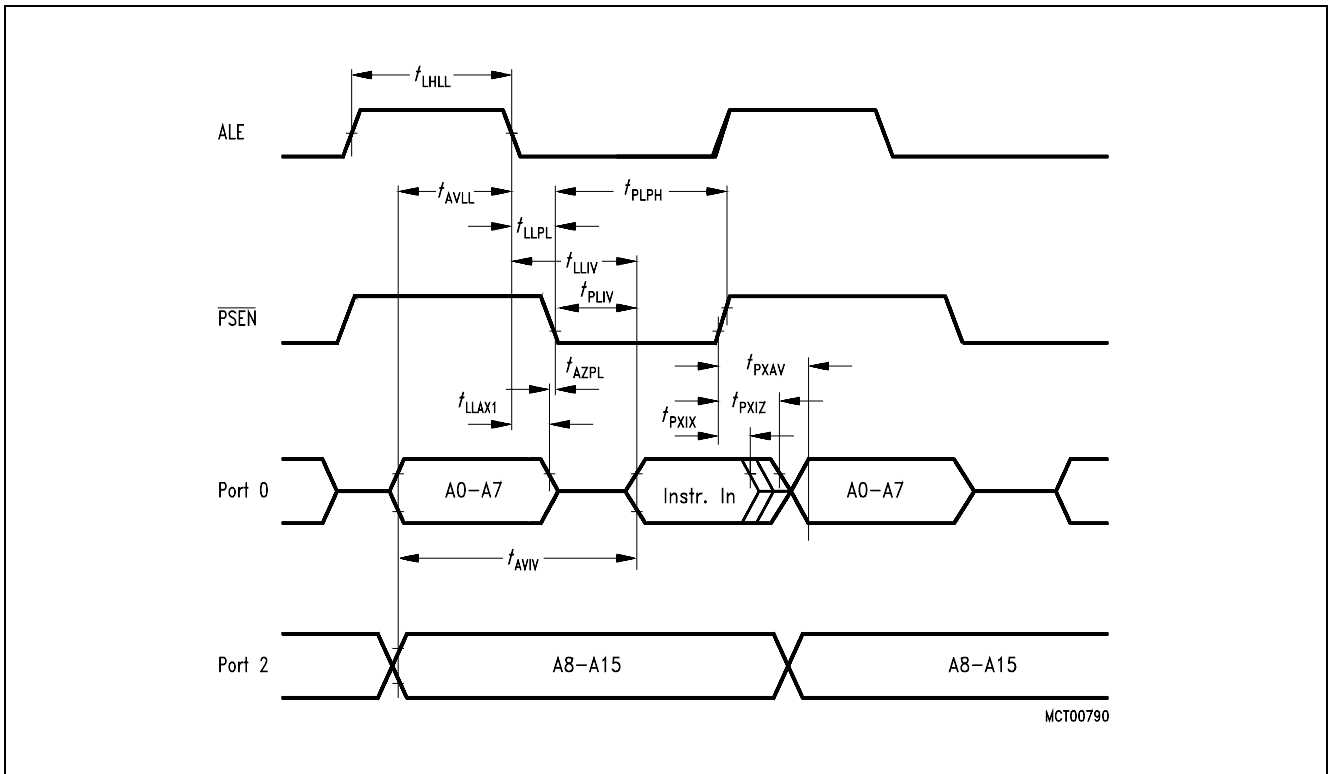 tLHLL
ALE
tAVLL
tPLPH
tLLPL
tLLIV
tPLIV
PSEN
tAZPL
tPXAV
tLLAX1
tPXIZ
tPXIX
Port 0
A0-A7
Instr. In
A0-A7
tAVIV
Port 2
A8-A15
A8-A15
MCT00790